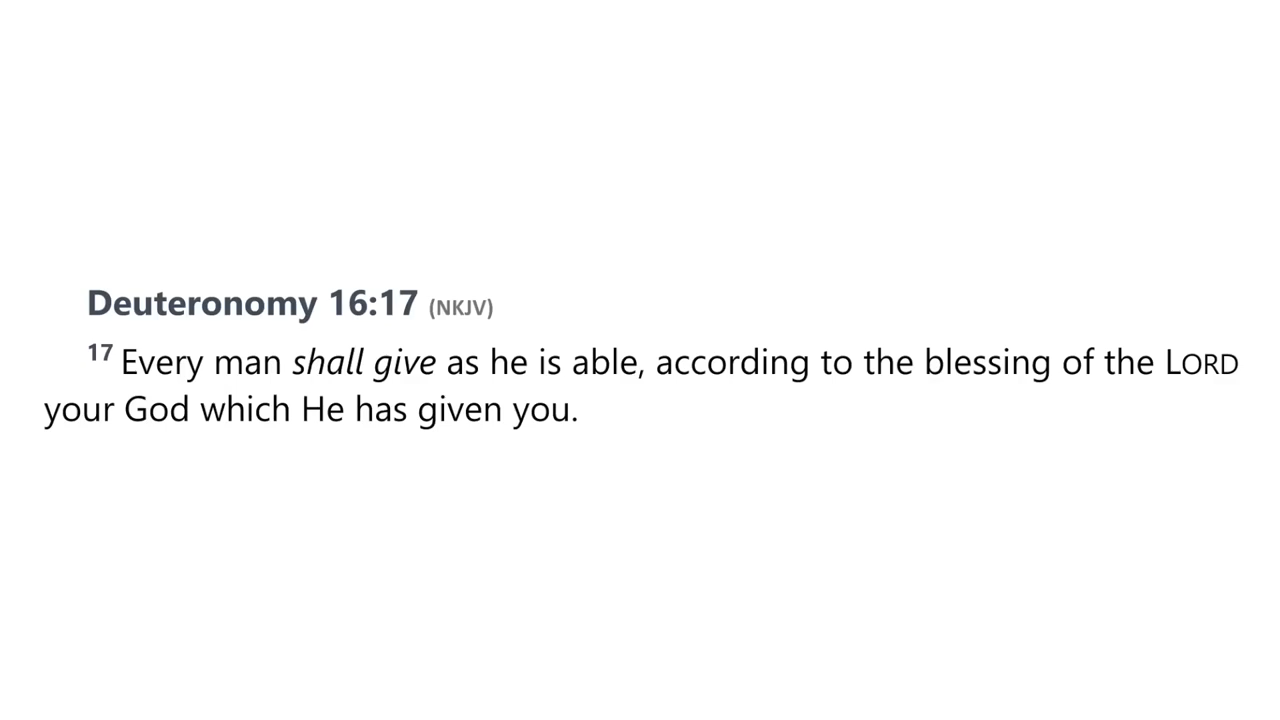 Deuteronomy 16:17 (NKJV)
17 Every man shall give as he is able, according to the blessing of the LORD
your God which He has given you.